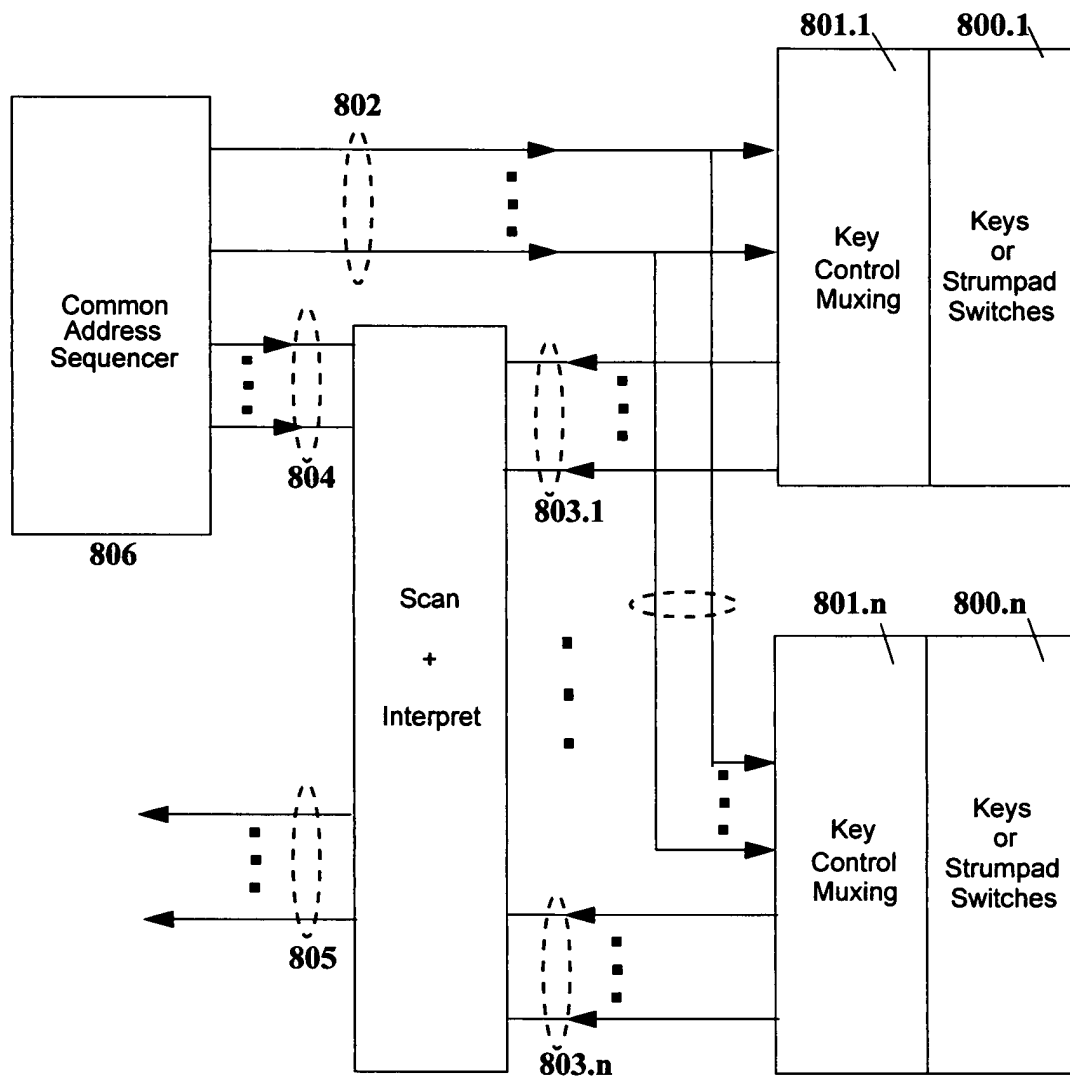 801.1 800.1
802
Key
Control
Muxing
Keys
or
Strumpad
Switches
Common
Address
Sequencer
804
803.1
806
Scan
+
Interpret
801.n 800.n
Key
Control
Muxing
Keys
or
Strumpad
Switches
805
803.n